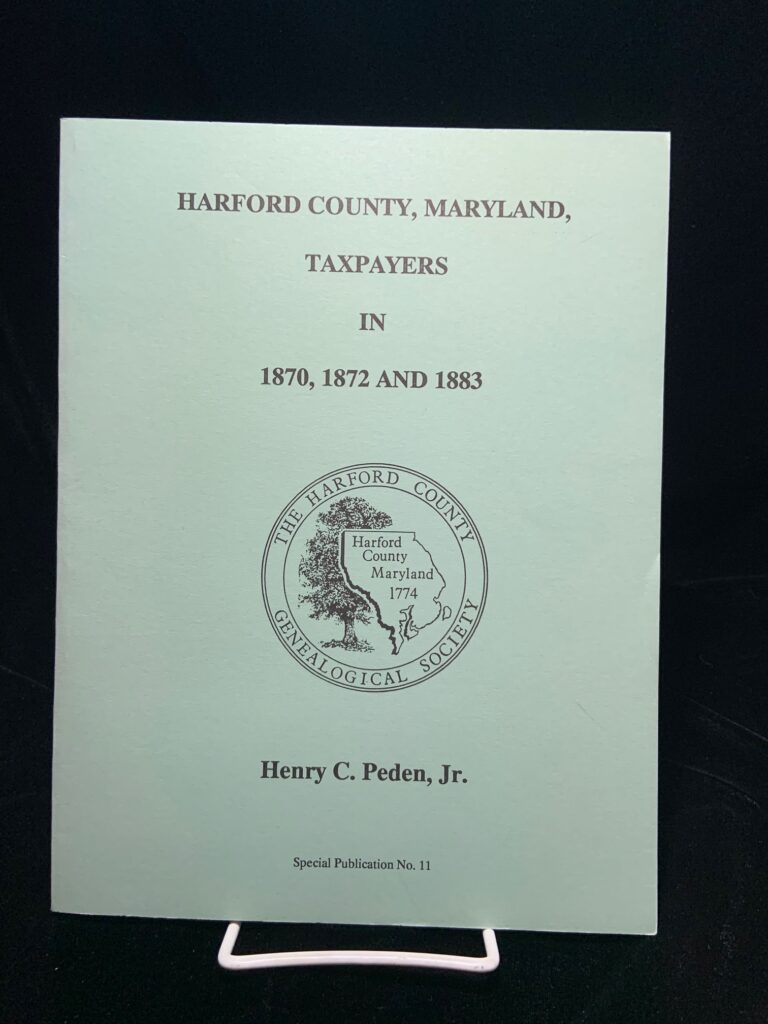 HARFORD COUNTY, MARYLAND,
TAXPAYERS
IN
1870, 1872 AND 1883
THE HARFORD COUNTY
Harford
County
Maryland
1774
GENEALOGICAL SOCIETY
Henry C. Peden, Jr.
Special Publication No. 11